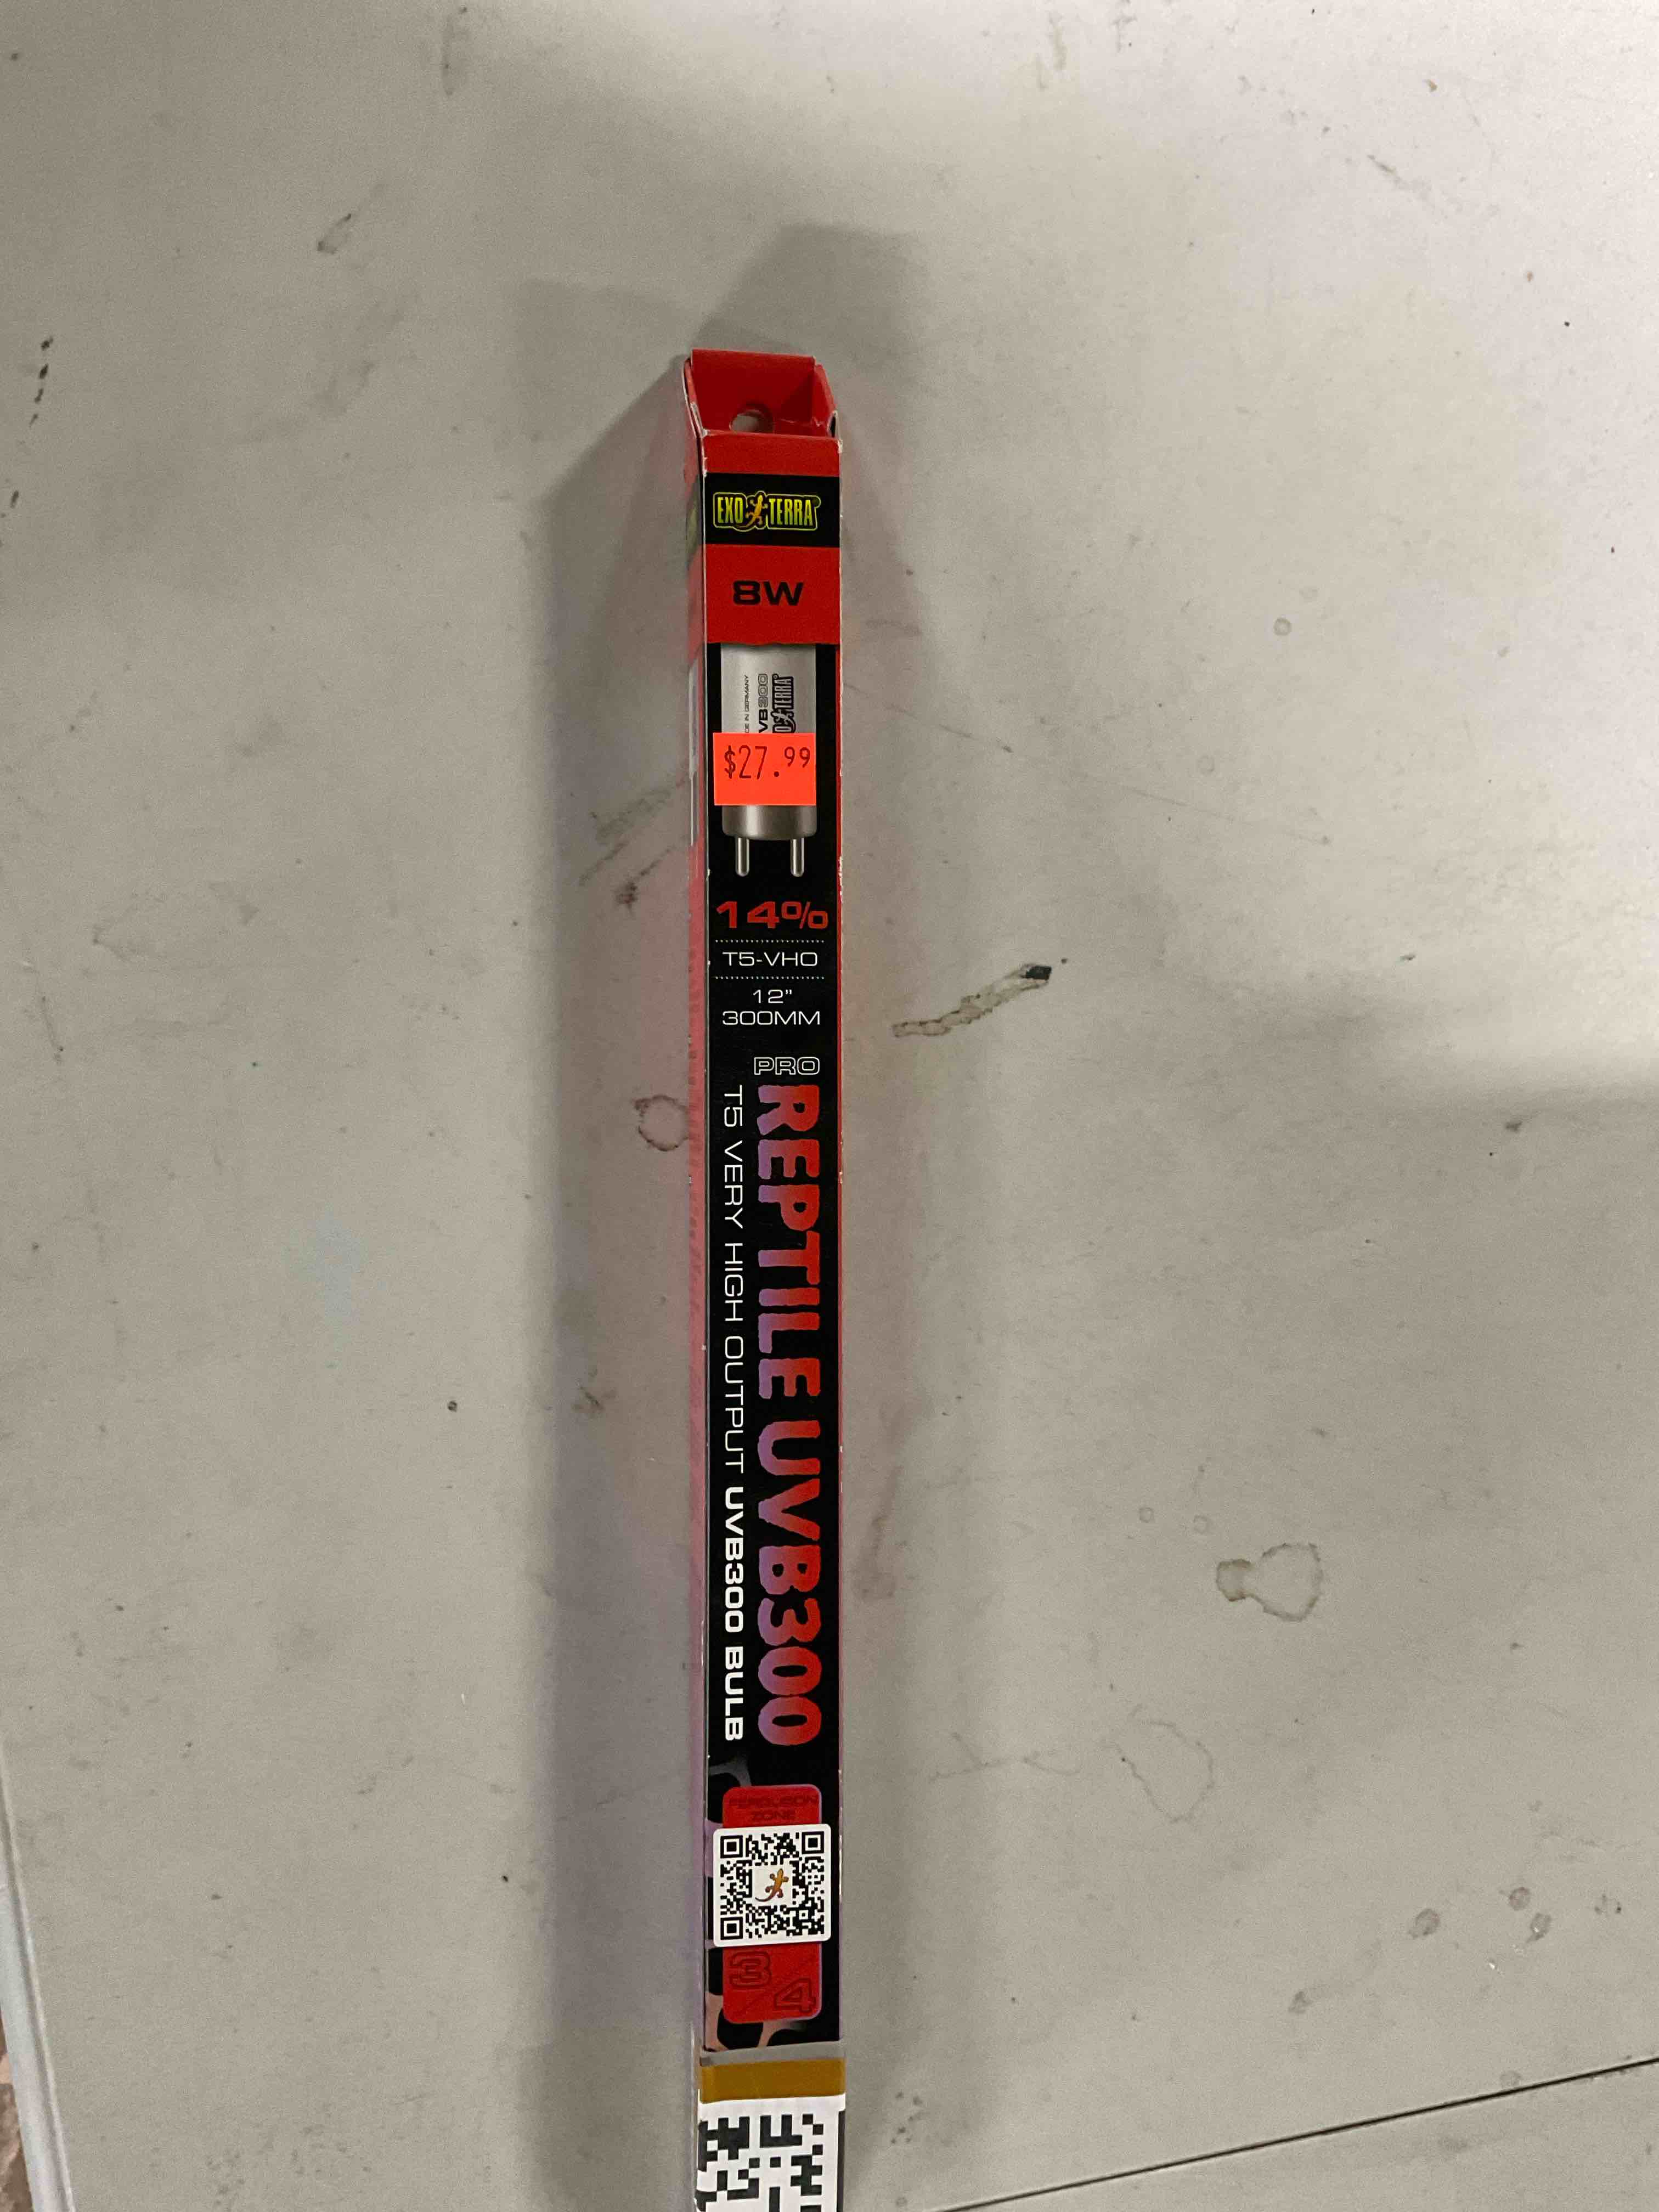 EXO TERRA
8W
UVB300
$27.99
14%
T5-VHO
12"
300MM
PRO
REPTILE UVB300
T5 VERY HIGH OUTPUT UVB300 BULB
FERGUSON
ZONE
3
4